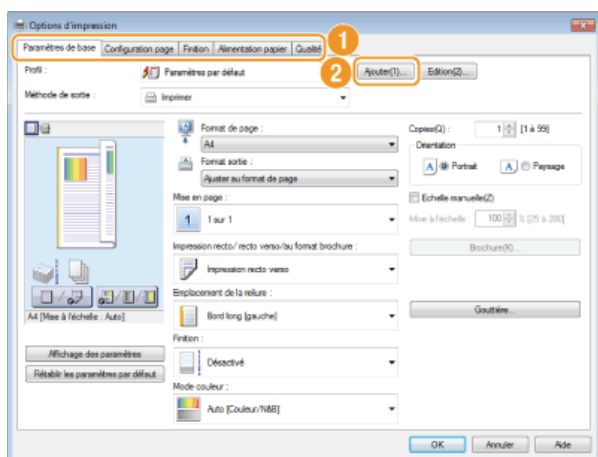 Options d'impression
Paramètres de base Configuration page Finition Alimentation papier Qualité
1
Profil : Paramètres par défaut 2 Ajouter(1)... Edition(2)...
Méthode de sortie : Imprimer
Format de page : Copies(Q) : 1 [1 à 99]
A4 Orientation
Format sortie : A Portrait A Paysage
Ajuster au format de page
Mise en page : Echelle manuelle(Z)
1 1 sur 1 Mise à l'échelle : 100 % [25 à 200]
Impression recto/ recto verso/au format brochure : Brochure(K)...
Impression recto verso
Emplacement de la reliure :
A4 [Mise à l'échelle : Auto] Bord long [gauche] Gouttière...
Finition :
Affichage des paramètres Désactivé
Rétablir les paramètres par défaut
Mode couleur :
Auto [Couleur/N&B]
OK Annuler Aide